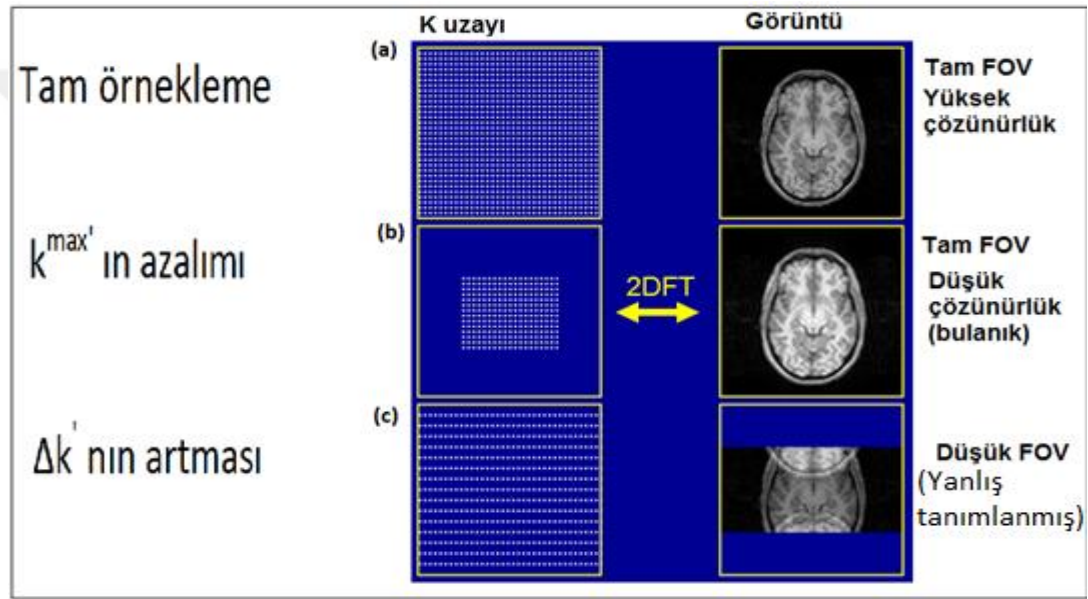 K uzayı
Görüntü
Tam örnekleme
(a)
Tam FOV
Yüksek
çözünürlük
k^max' ın azalımı
(b)
2DFT
Tam FOV
Düşük
çözünürlük
(bulanık)
Δk' nın artması
(c)
Düşük FOV
(Yanlış
tanımlanmış)